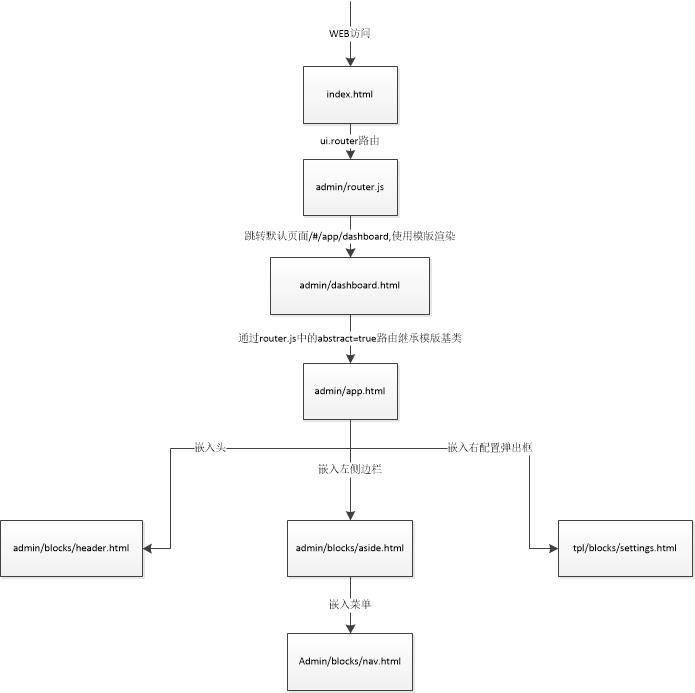 WEB访问
index.html
ui.router路由
admin/router.js
跳转默认页面/#/app/dashboard,使用模版渲染
admin/dashboard.html
通过router.js中的abstract=true路由继承模版基类
admin/app.html
嵌入头
嵌入右配置弹出框
嵌入左侧边栏
admin/blocks/header.html
admin/blocks/aside.html
tpl/blocks/settings.html
嵌入菜单
Admin/blocks/nav.html